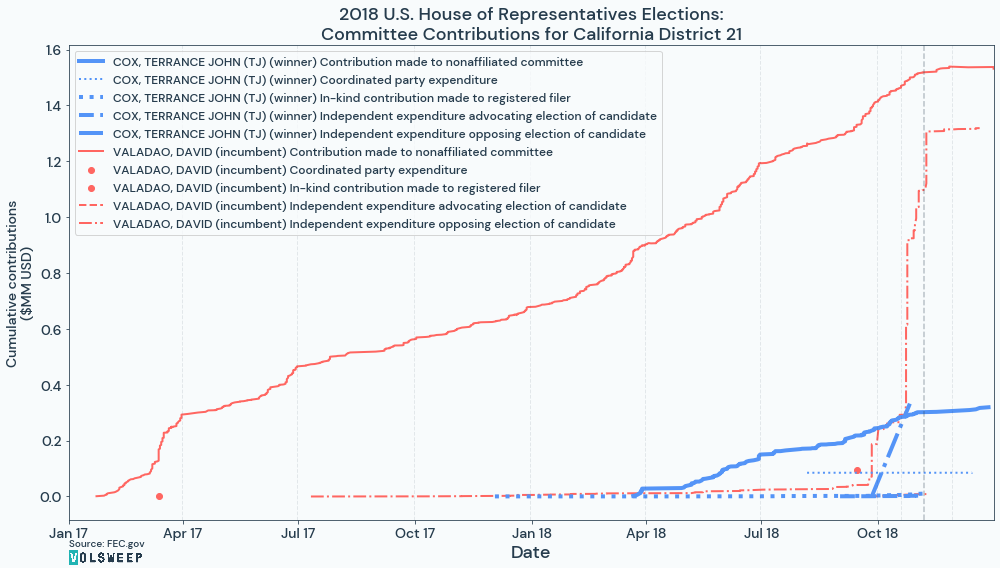 2018 U.S. House of Representatives Elections:
Committee Contributions for California District 21
COX, TERRANCE JOHN (TJ) (winner) Contribution made to nonaffiliated committee
COX, TERRANCE JOHN (TJ) (winner) Coordinated party expenditure
COX, TERRANCE JOHN (TJ) (winner) In-kind contribution made to registered filer
COX, TERRANCE JOHN (TJ) (winner) Independent expenditure advocating election of candidate
COX, TERRANCE JOHN (TJ) (winner) Independent expenditure opposing election of candidate
VALADAO, DAVID (incumbent) Contribution made to nonaffiliated committee
VALADAO, DAVID (incumbent) Coordinated party expenditure
VALADAO, DAVID (incumbent) In-kind contribution made to registered filer
VALADAO, DAVID (incumbent) Independent expenditure advocating election of candidate
VALADAO, DAVID (incumbent) Independent expenditure opposing election of candidate
Cumulative contributions
($MM USD)
1.6
1.4
1.2
1.0
0.8
0.6
0.4
0.2
0.0
Jan 17 Apr 17 Jul 17 Oct 17 Jan 18 Apr 18 Jul 18 Oct 18
Date
Source: FEC.gov
VOL$WEEP